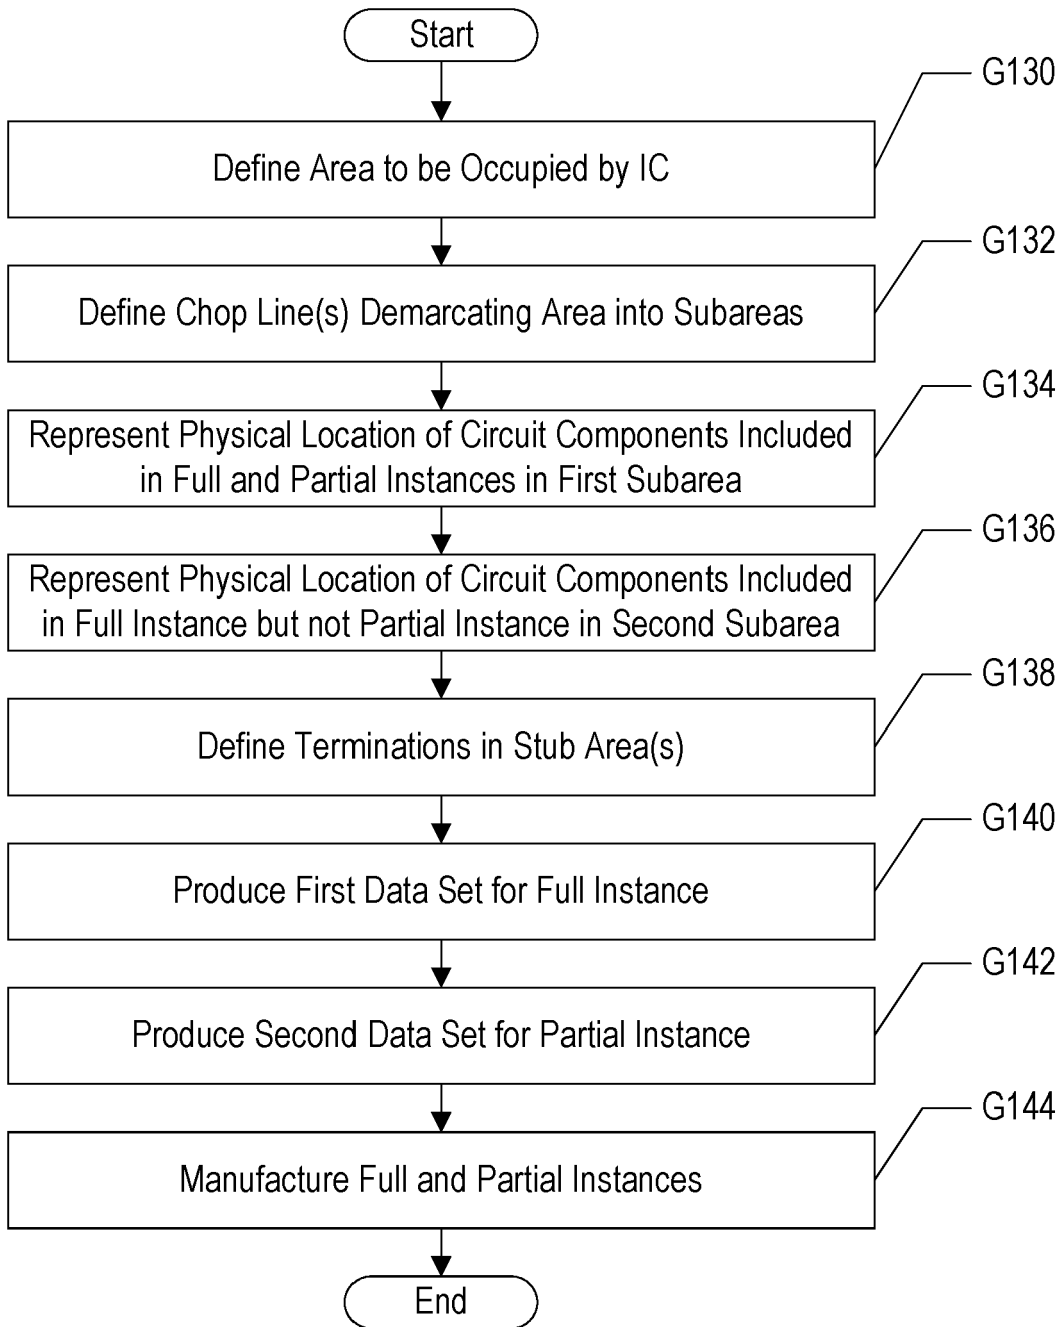 Start
G130
Define Area to be Occupied by IC
G132
Define Chop Line(s) Demarcating Area into Subareas
G134
Represent Physical Location of Circuit Components Included
in Full and Partial Instances in First Subarea
G136
Represent Physical Location of Circuit Components Included
in Full Instance but not Partial Instance in Second Subarea
G138
Define Terminations in Stub Area(s)
G140
Produce First Data Set for Full Instance
G142
Produce Second Data Set for Partial Instance
G144
Manufacture Full and Partial Instances
End